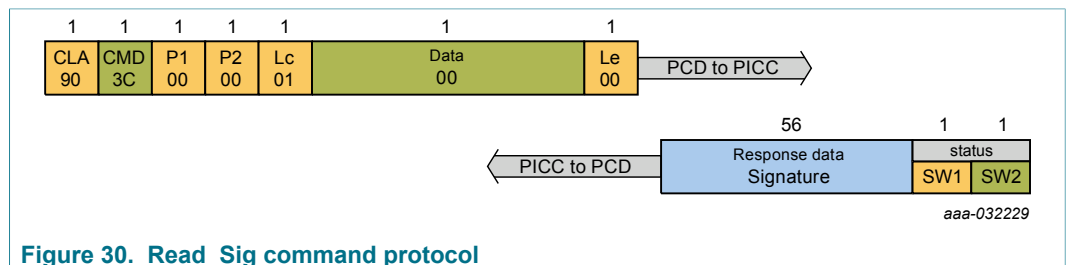 1 1 1 1 1 1 1
CLA CMD P1 P2 Lc Data Le
90 3C 00 00 01 00 00
PCD to PICC
56 1 1
PICC to PCD
Response data
Signature
status
SW1 SW2
aaa-032229
Figure 30. Read_Sig command protocol